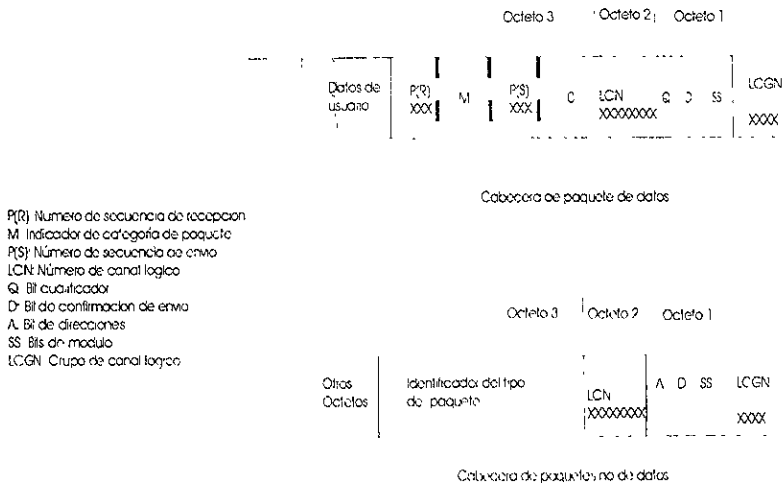 Octeto 3 Octeto 2 Octeto 1
Datos de usuario P(R) XXX M P(S) XXX 0 LCN XXXXXXXX Q D SS LCGN XXXX
Cabecera de paquete de datos
P(R) Numero de secuencia de recepcion
M Indicador de categoría de paquete
P(S): Número de secuencia de envio
LCN: Número de canal logico
Q Bit cualificador
D: Bit de confirmacion de envio
A. Bit de direcciones
SS Bits de modulo
LCGN Grupo de canal logico
Octeto 3 Octeto 2 Octeto 1
Otros Octetos Identificador del tipo de paquete LCN XXXXXXXX A D SS LCGN XXXX
Cabecera de paquetes no de datos